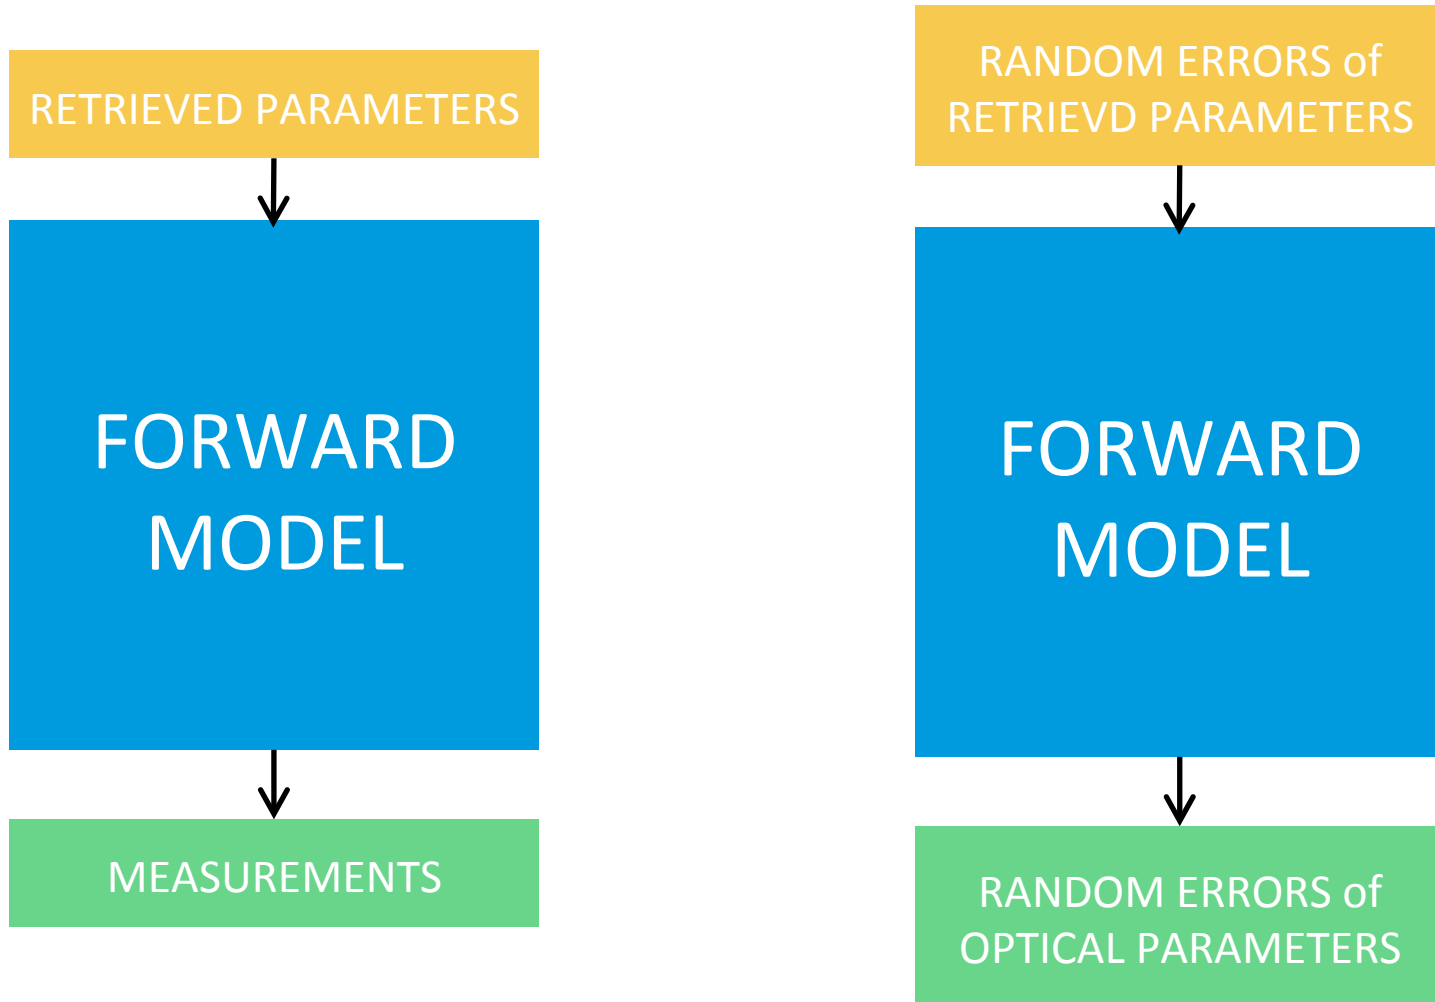 RETRIEVED PARAMETERS
FORWARD
MODEL
MEASUREMENTS
RANDOM ERRORS of
RETRIEVD PARAMETERS
FORWARD
MODEL
RANDOM ERRORS of
OPTICAL PARAMETERS